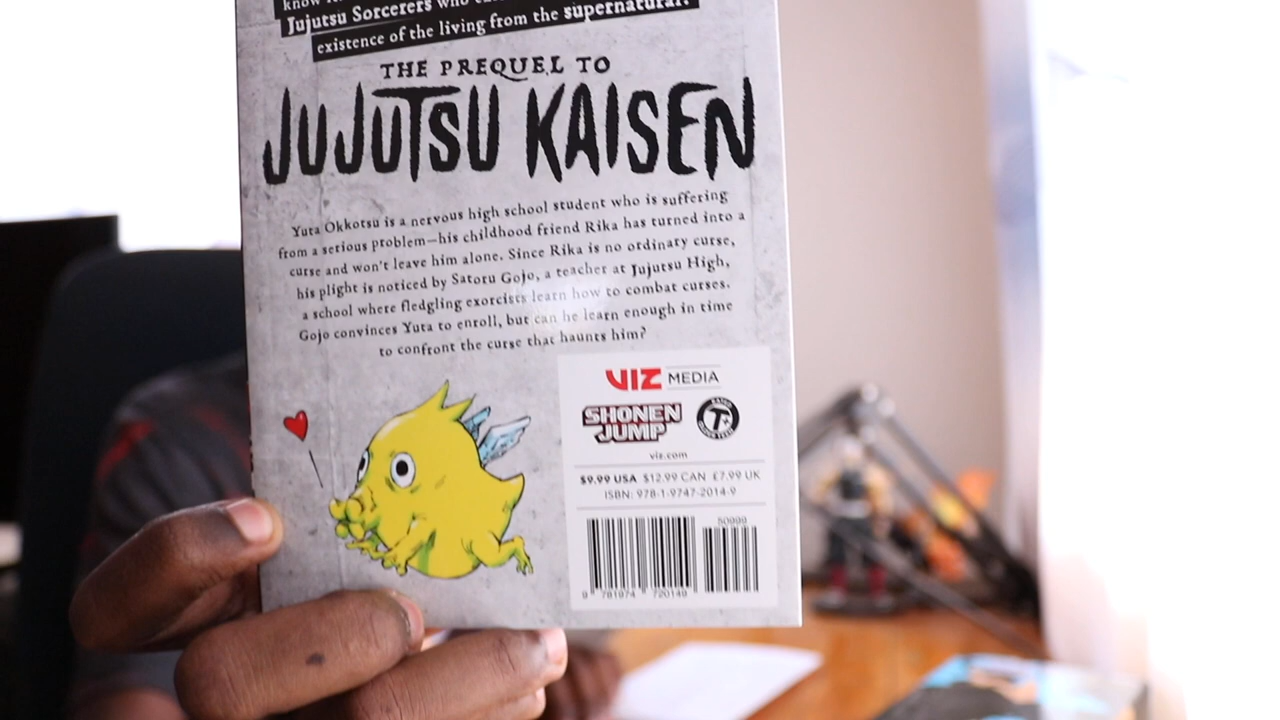 know
Jujutsu Sorcerers who
existence of the living from the supernatural!
THE PREQUEL TO
JUJUTSU KAISEN
Yuta Okkotsu is a nervous high school student who is suffering
from a serious problem—his childhood friend Rika has turned into a
curse and won't leave him alone. Since Rika is no ordinary curse,
his plight is noticed by Satoru Gojo, a teacher at Jujutsu High,
a school where fledgling exorcists learn how to combat curses.
Gojo convinces Yuta to enroll, but can he learn enough in time
to confront the curse that haunts him?
VIZ MEDIA
SHONEN
JUMP
T+
viz.com
$9.99 USA $12.99 CAN £7.99 UK
ISBN: 978-1-9747-2014-9
50999
9 781974 720149